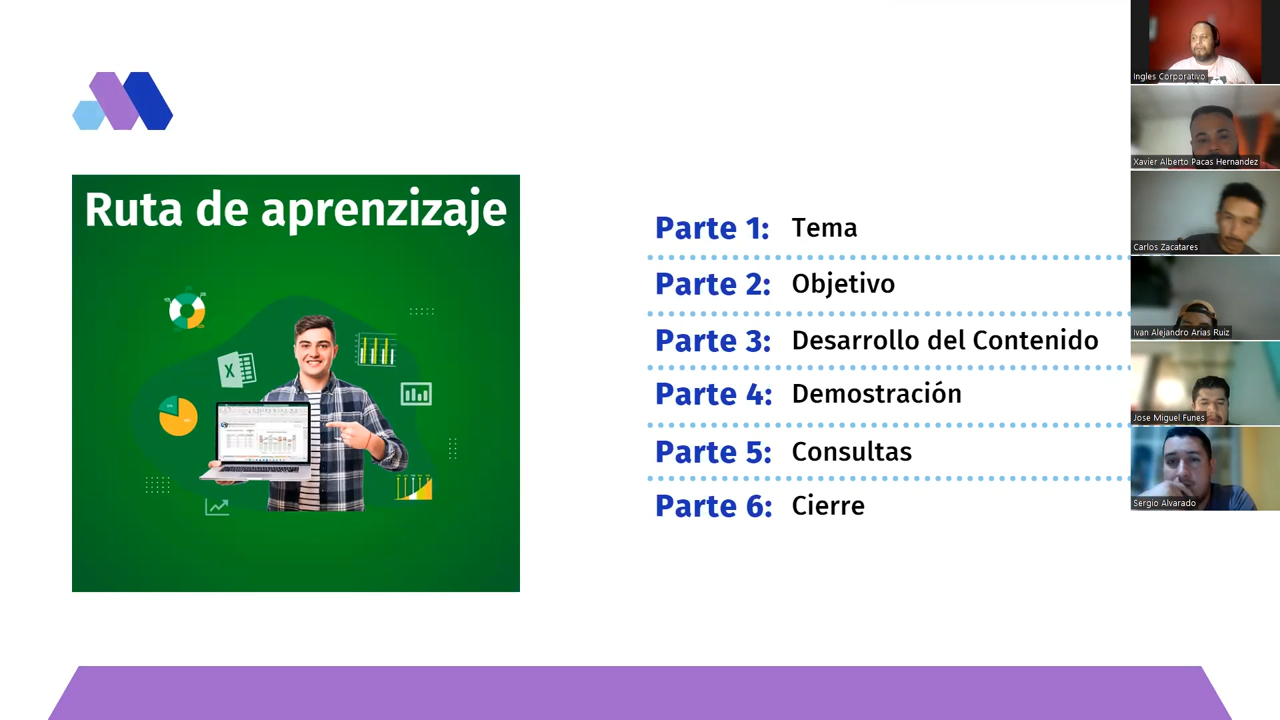 Ruta de aprenzizaje
Parte 1: Tema
Parte 2: Objetivo
Parte 3: Desarrollo del Contenido
Parte 4: Demostración
Parte 5: Consultas
Parte 6: Cierre
Ingles Corporativo
Xavier Alberto Pacas Hernandez
Carlos Zacatares
Ivan Alejandro Arias Ruiz
Jose Miguel Funes
Sergio Alvarado
X